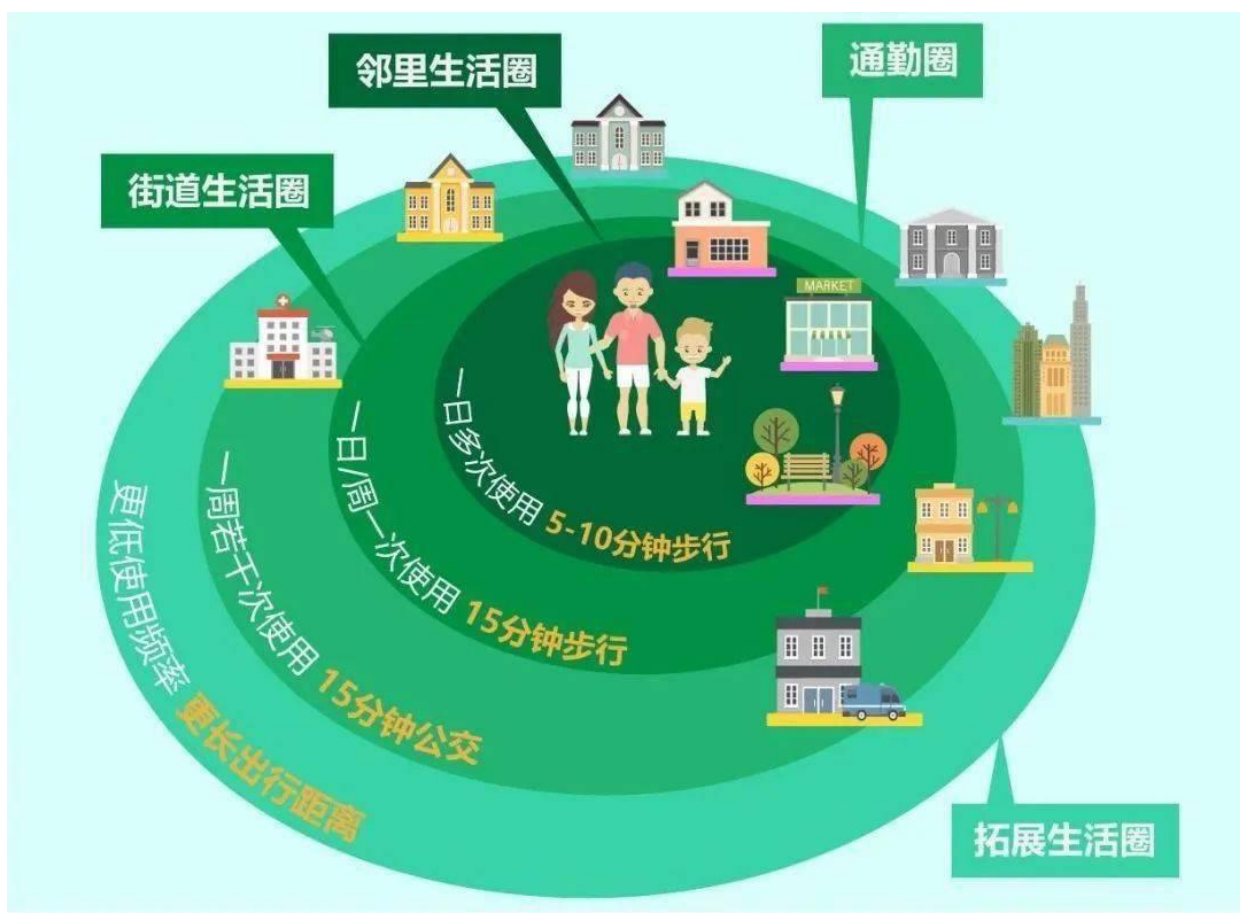 邻里生活圈
通勤圈
街道生活圈
MARKET
一日多次使用 5-10分钟步行
一日/周一次使用 15分钟步行
一周若干次使用 15分钟公交
更低使用频率 更长出行距离
拓展生活圈